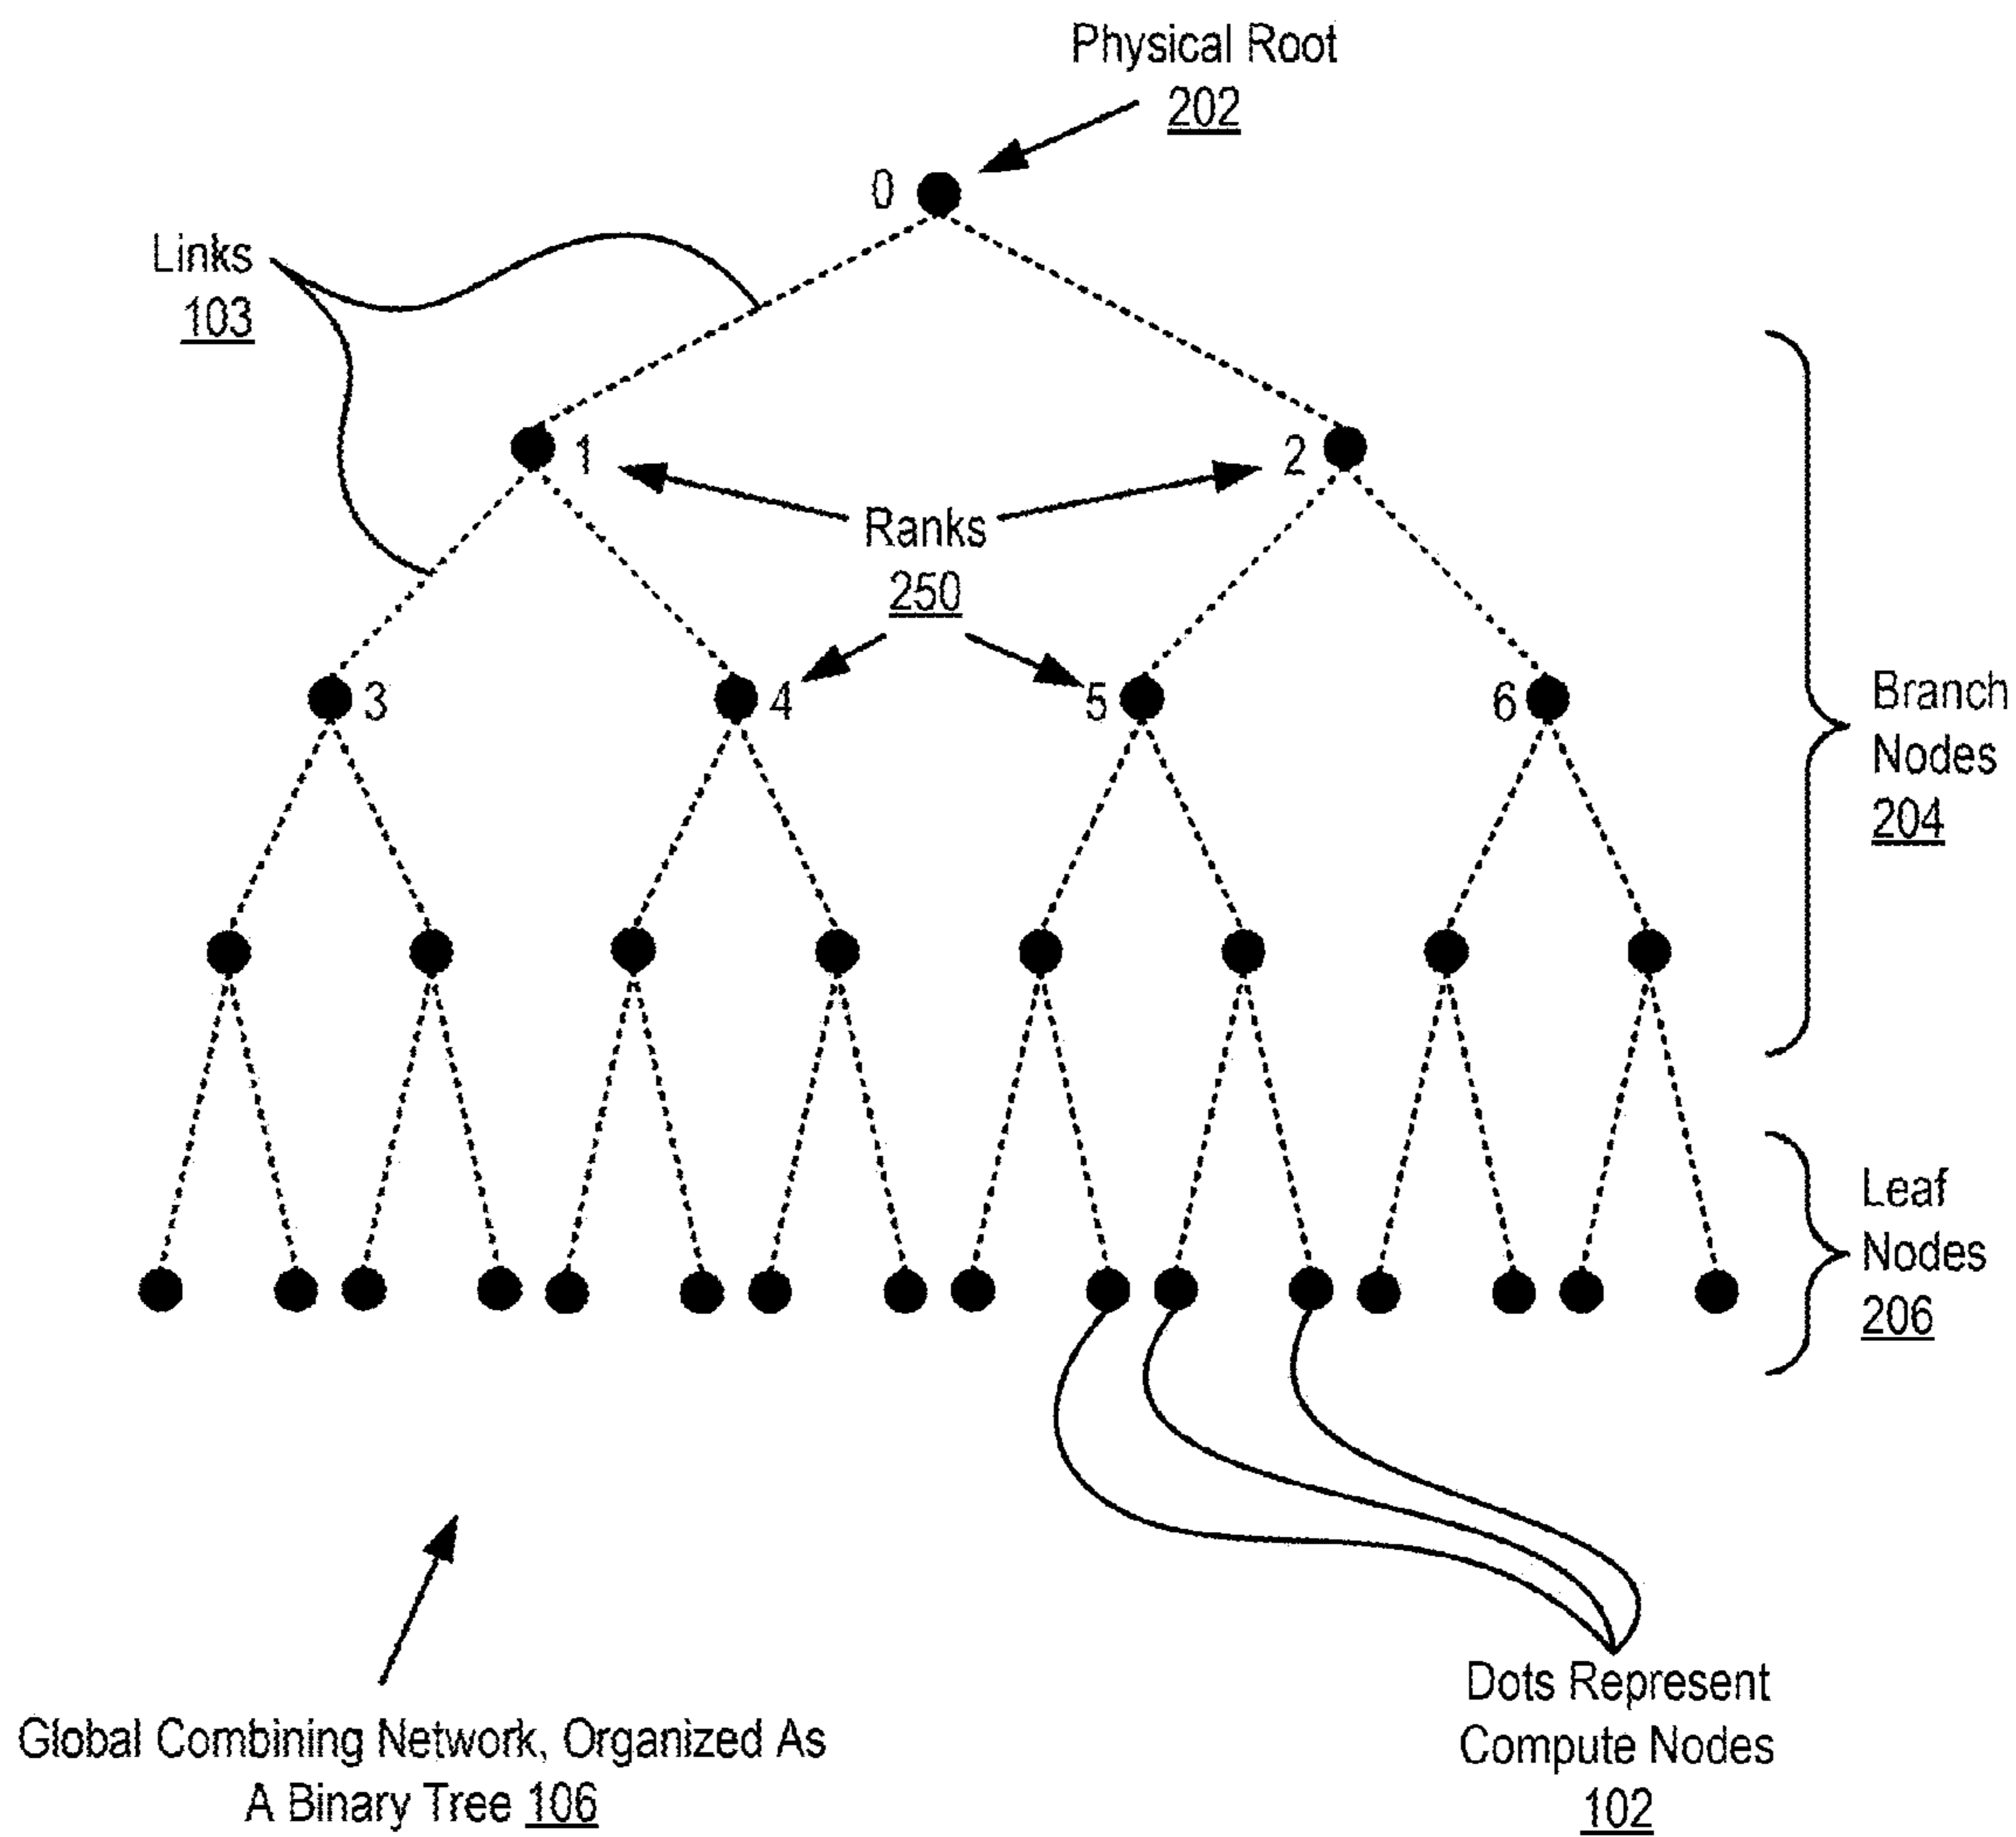 Physical Root
202
0
Links
103
1
2
Ranks
250
3
4
5
6
Branch
Nodes
204
Leaf
Nodes
206
Global Combining Network, Organized As
A Binary Tree 106
Dots Represent
Compute Nodes
102